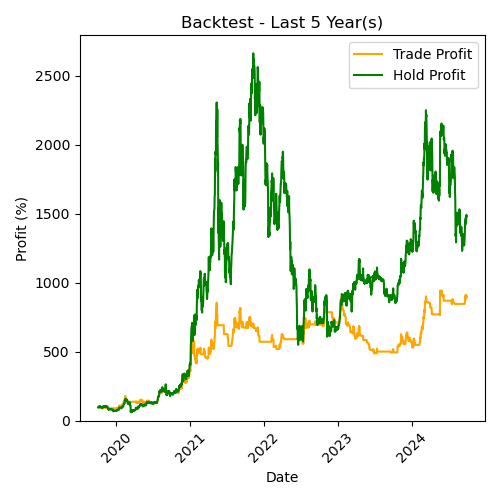 Backtest - Last 5 Year(s)
Trade Profit
Hold Profit
Profit (%)
2500
2000
1500
1000
500
0
2020
2021
2022
2023
2024
Date